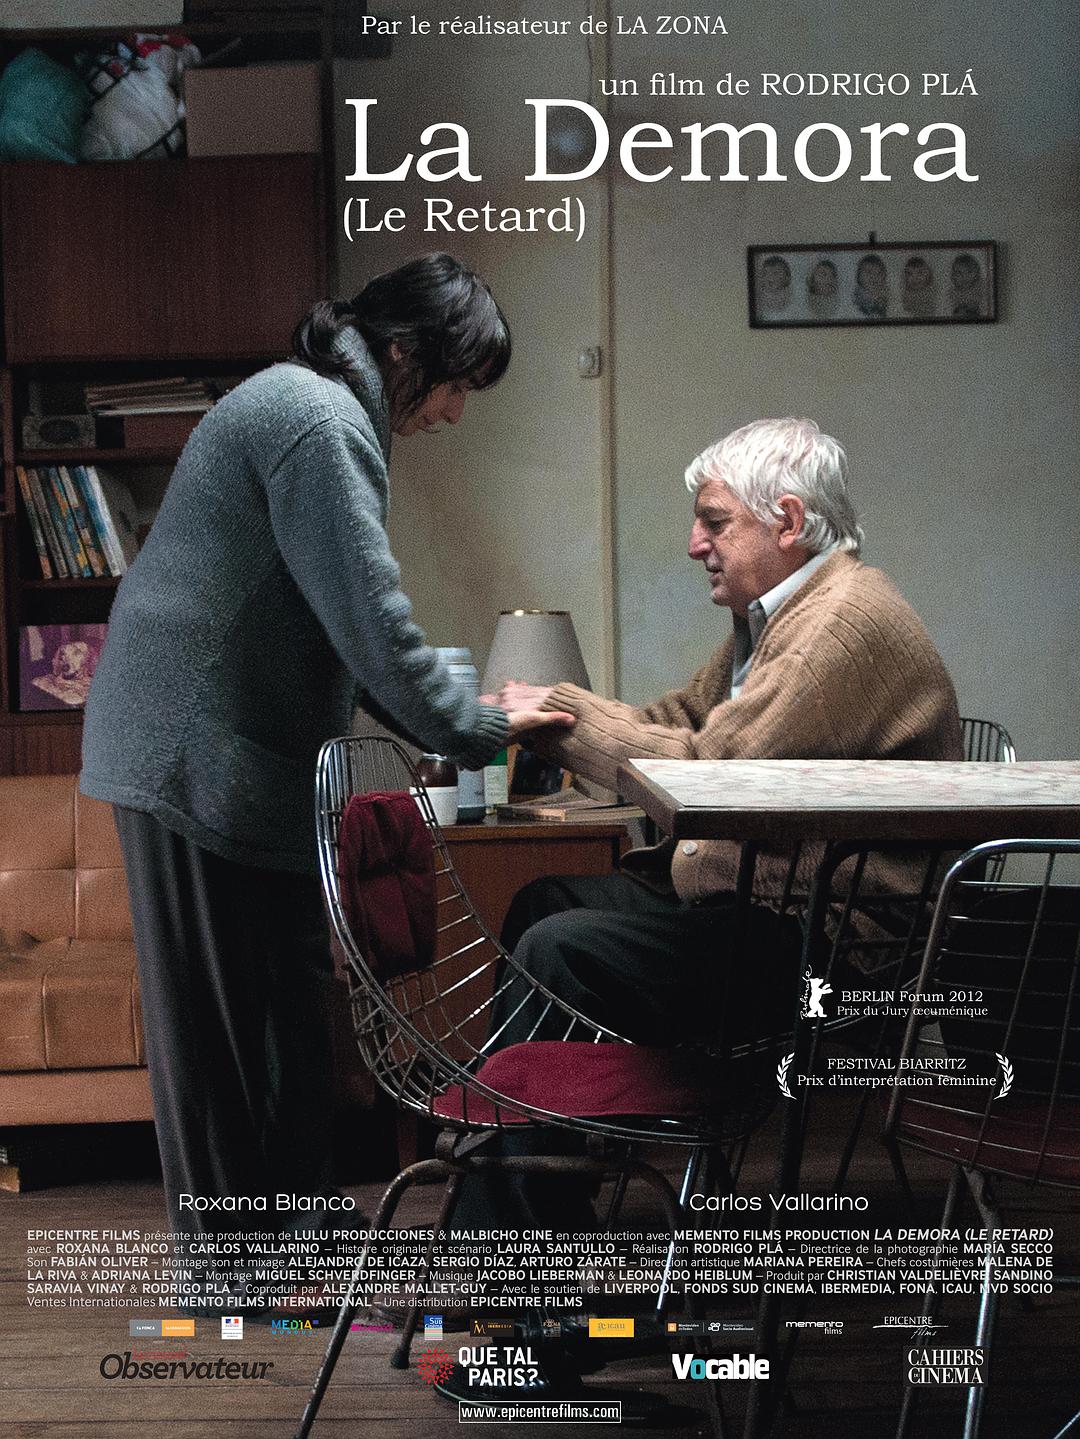 Par le réalisateur de LA ZONA
un film de RODRIGO PLÁ
La Demora
(Le Retard)
BERLIN Forum 2012
Prix du Jury œcuménique
FESTIVAL BIARRITZ
Prix d'interprétation féminine
Roxana Blanco
Carlos Vallarino
EPICENTRE FILMS présente une production de LULU PRODUCCIONES & MALBICHO CINE en coproduction avec MEMENTO FILMS PRODUCTION LA DEMORA (LE RETARD)
avec ROXANA BLANCO et CARLOS VALLARINO – Histoire originale et scénario LAURA SANTULLO – Réalisation RODRIGO PLÁ – Directrice de la photographie MARÍA SECCO
Son FABIÁN OLIVER – Montage son et mixage ALEJANDRO DE ICAZA, SERGIO DÍAZ, ARTURO ZÁRATE – Direction artistique MARIANA PEREIRA – Chefs costumières MALENA DE
LA RIVA & ADRIANA LEVIN – Montage MIGUEL SCHVERDFINGER – Musique JACOBO LIEBERMAN & LEONARDO HEIBLUM – Produit par CHRISTIAN VALDELIÈVRE, SANDINO
SARAVIA VINAY & RODRIGO PLÁ – Coproduit par ALEXANDRE MALLET-GUY – Avec le soutien de LIVERPOOL, FONDS SUD CINEMA, IBERMEDIA, FONA, ICAU, MVD SOCIO
Ventes Internationales MEMENTO FILMS INTERNATIONAL – Une distribution EPICENTRE FILMS
MEDIA
MUNDUS
icau
memento
films
EPICENTRE
films
Observateur
QUE TAL
PARIS?
Vocable
CAHIERS
DU CINEMA
www.epicentrefilms.com